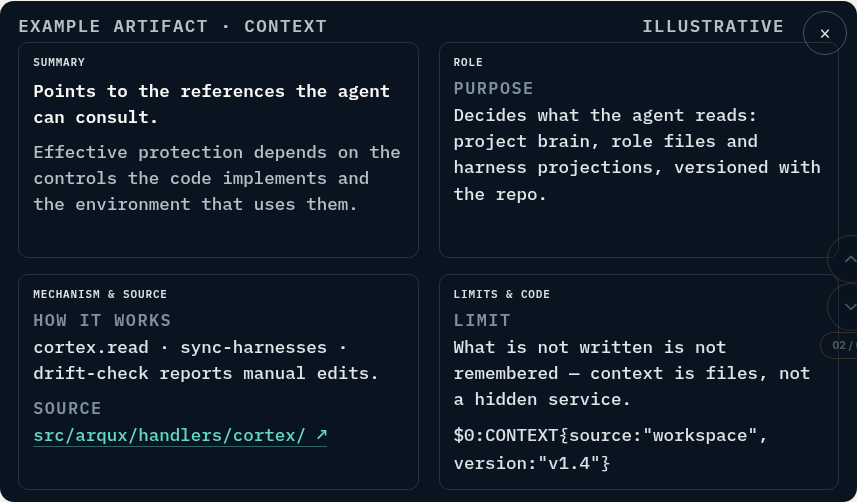 EXAMPLE ARTIFACT · CONTEXT
ILLUSTRATIVE
×
SUMMARY
Points to the references the agent
can consult.
Effective protection depends on the
controls the code implements and
the environment that uses them.
ROLE
PURPOSE
Decides what the agent reads:
project brain, role files and
harness projections, versioned with
the repo.
MECHANISM & SOURCE
HOW IT WORKS
cortex.read · sync-harnesses ·
drift-check reports manual edits.
SOURCE
src/arqux/handlers/cortex/ ↗
LIMITS & CODE
LIMIT
What is not written is not
remembered — context is files, not
a hidden service.
$0:CONTEXT{source:"workspace",
version:"v1.4"}
02 /